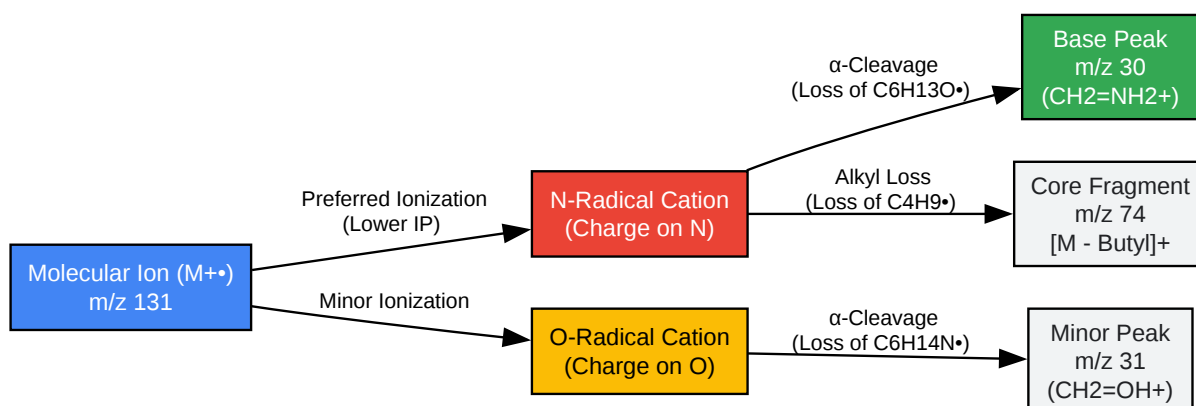 Molecular Ion (M+•)
m/z 131
Preferred Ionization
(Lower IP)
Minor Ionization
N-Radical Cation
(Charge on N)
O-Radical Cation
(Charge on O)
α-Cleavage
(Loss of C6H13O•)
Alkyl Loss
(Loss of C4H9•)
α-Cleavage
(Loss of C6H14N•)
Base Peak
m/z 30
(CH2=NH2+)
Core Fragment
m/z 74
[M - Butyl]+
Minor Peak
m/z 31
(CH2=OH+)